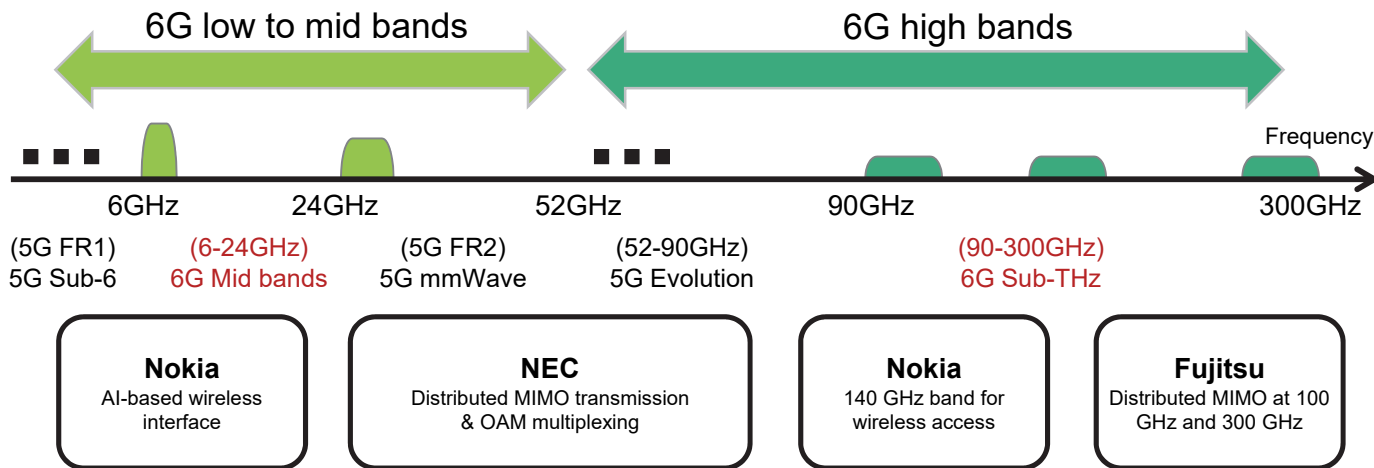 6G low to mid bands
6G high bands
Frequency
6GHz
24GHz
52GHz
90GHz
300GHz
(5G FR1)
5G Sub-6
(6-24GHz)
6G Mid bands
(5G FR2)
5G mmWave
(52-90GHz)
5G Evolution
(90-300GHz)
6G Sub-THz
Nokia
AI-based wireless
interface
NEC
Distributed MIMO transmission
& OAM multiplexing
Nokia
140 GHz band for
wireless access
Fujitsu
Distributed MIMO at 100
GHz and 300 GHz